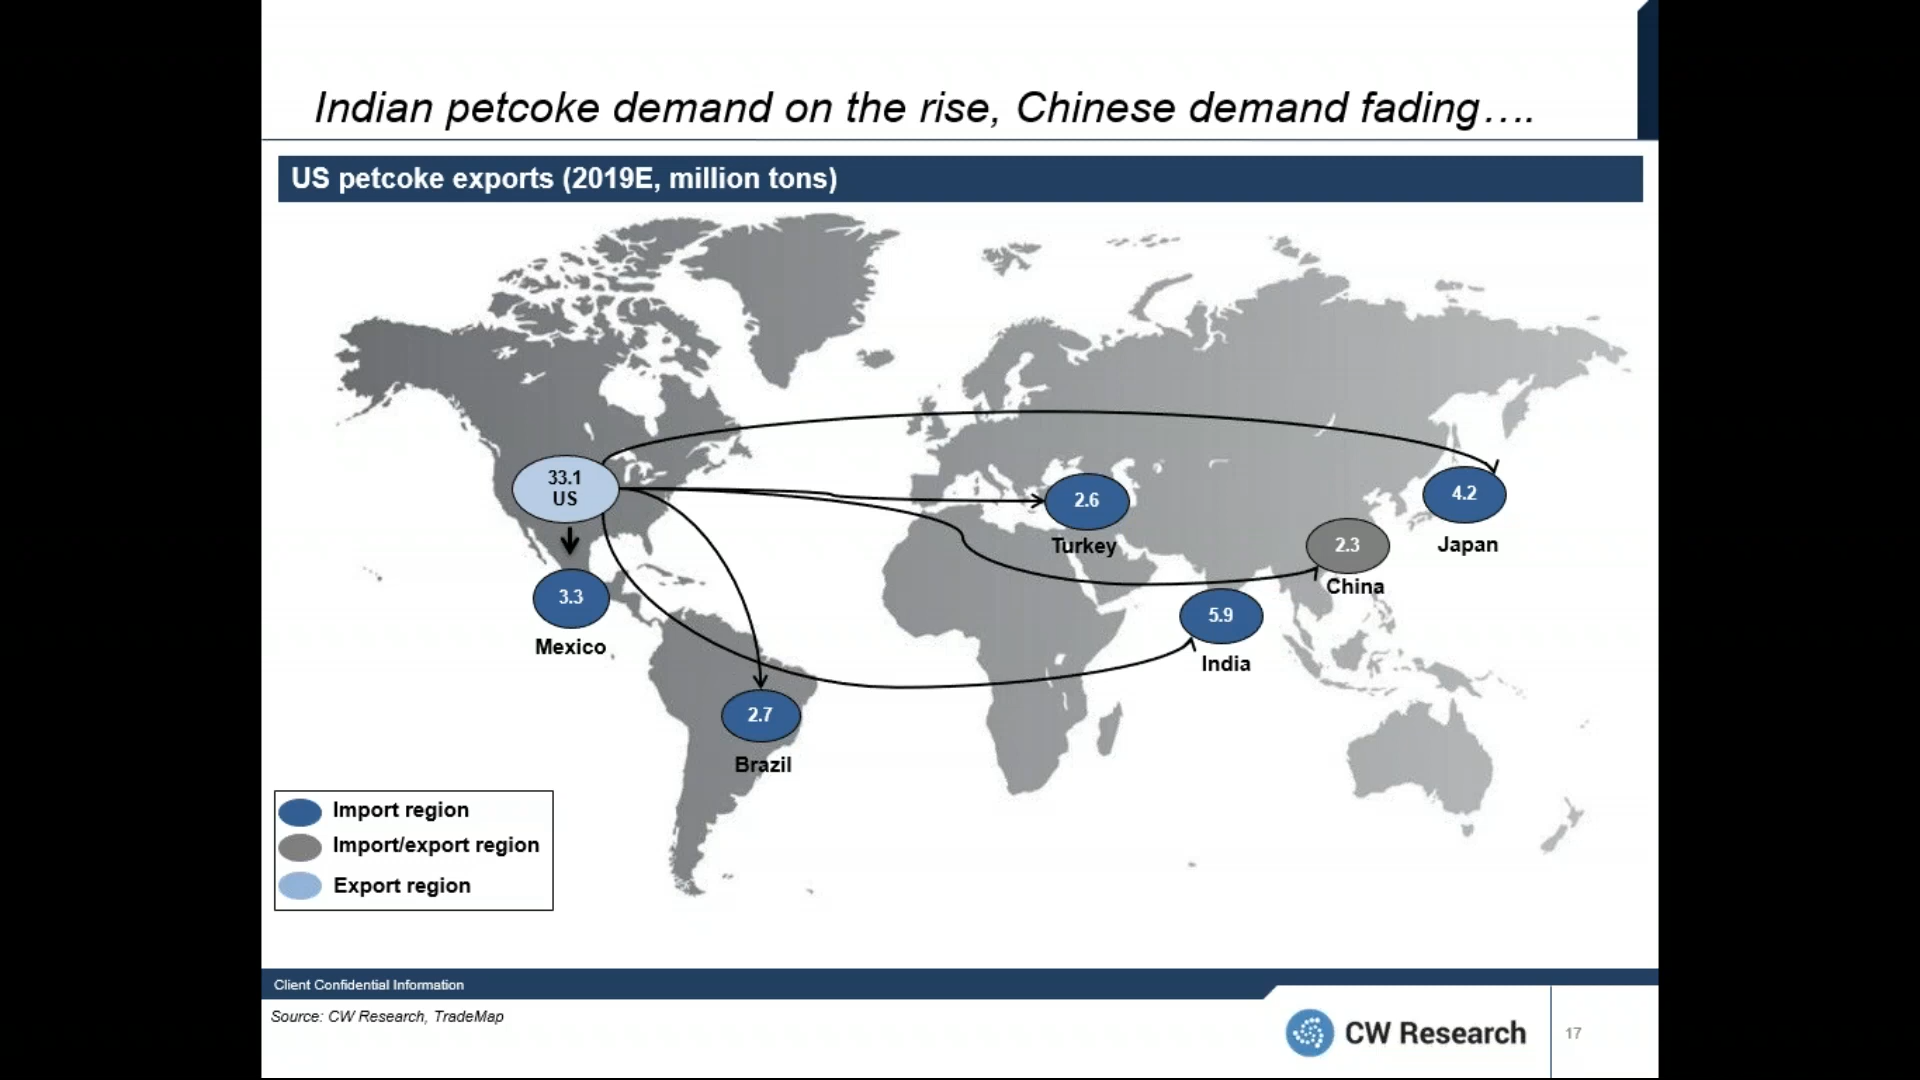 Indian petcoke demand on the rise, Chinese demand fading….
US petcoke exports (2019E, million tons)
33.1
US
2.6
Turkey
4.2
Japan
2.3
China
3.3
Mexico
5.9
India
2.7
Brazil
Import region
Import/export region
Export region
Client Confidential Information
Source: CW Research, TradeMap
CW Research
17